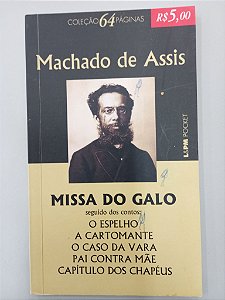 COLEÇÃO 64 PÁGINAS
R$5,00
Machado de Assis
L&PM POCKET
MISSA DO GALO
seguido dos contos:
O ESPELHO
A CARTOMANTE
O CASO DA VARA
PAI CONTRA MÃE
CAPÍTULO DOS CHAPÉUS